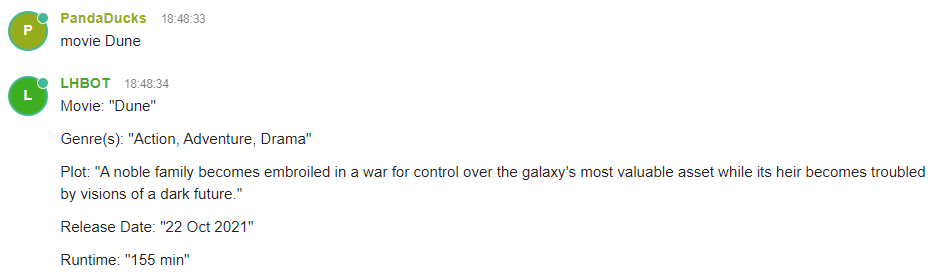 P
PandaDucks 18:48:33
movie Dune
L
LHBOT 18:48:34
Movie: "Dune"
Genre(s): "Action, Adventure, Drama"
Plot: "A noble family becomes embroiled in a war for control over the galaxy's most valuable asset while its heir becomes troubled
by visions of a dark future."
Release Date: "22 Oct 2021"
Runtime: "155 min"